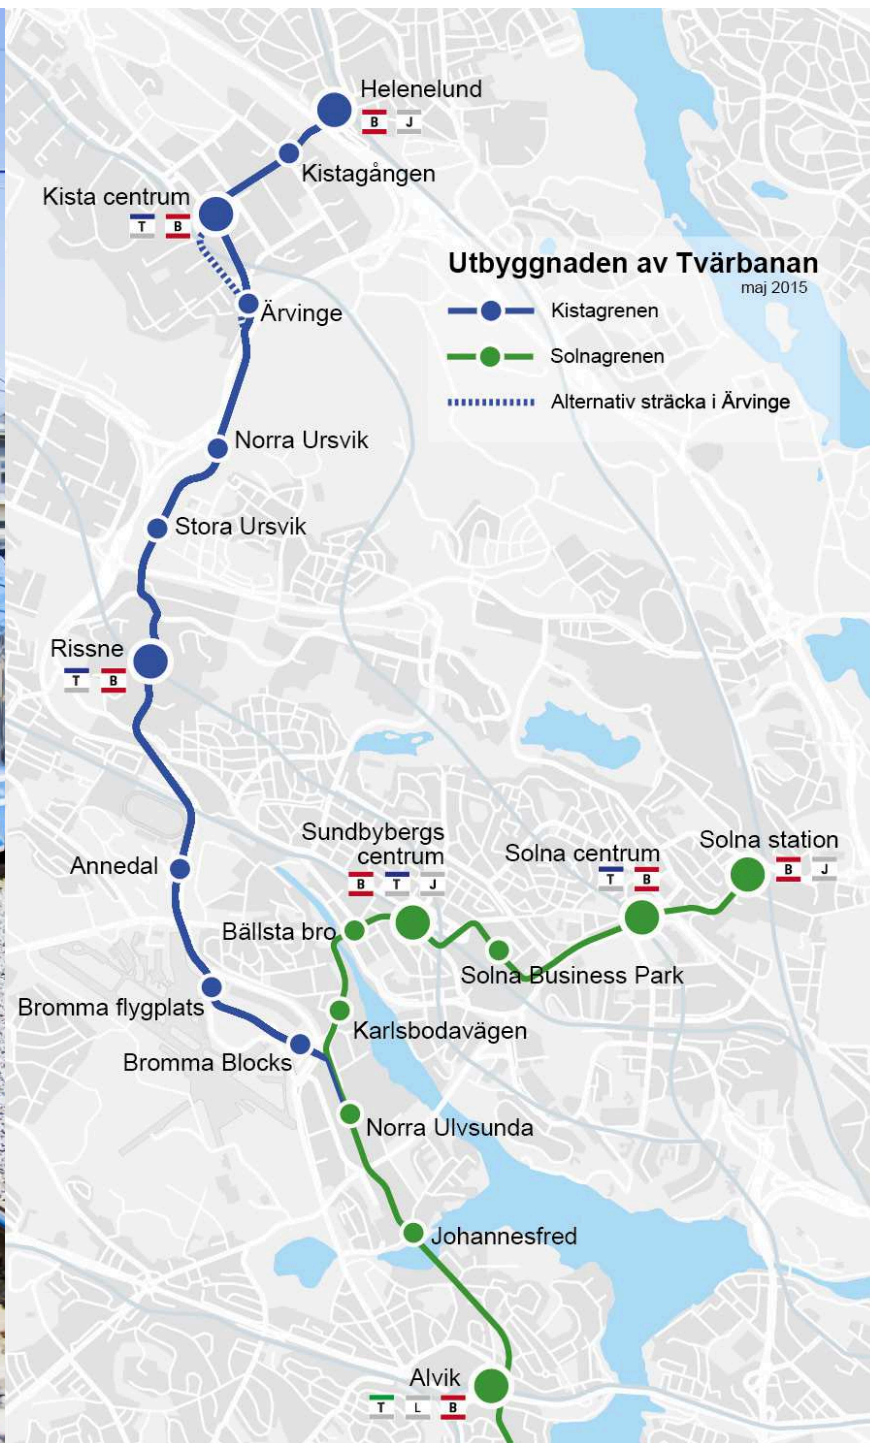 Helenelund
B J
Kistagången
Kista centrum
T B
Utbyggnaden av Tvärbanan
maj 2015
Kistagrenen
Solnagrenen
Alternativ sträcka i Ärvinge
Ärvinge
Norra Ursvik
Stora Ursvik
Rissne
T B
Sundbybergs
centrum
B T J
Solna centrum
T B
Solna station
B J
Annedal
Bällsta bro
Solna Business Park
Bromma flygplats
Karlsbodavägen
Bromma Blocks
Norra Ulvsunda
Johannesfred
Alvik
T L B